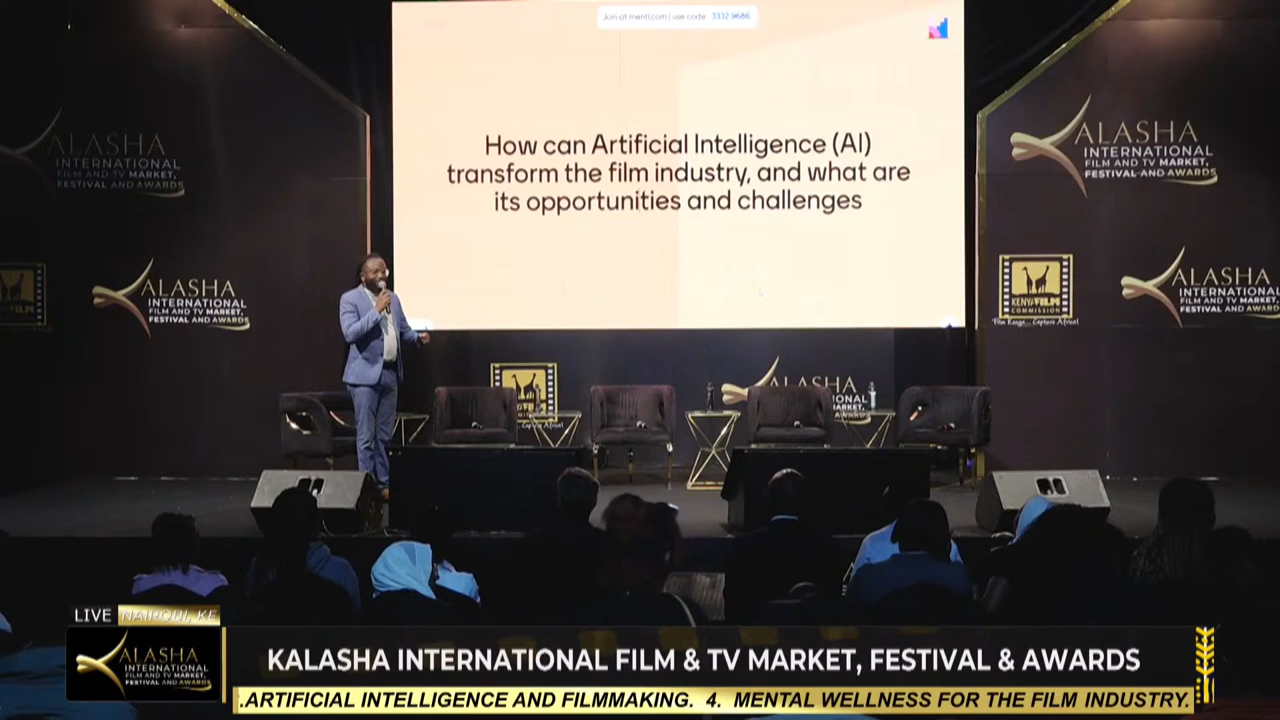 Join at menti.com | use code 3332 9686
How can Artificial Intelligence (AI)
transform the film industry, and what are
its opportunities and challenges
ALASHA
INTERNATIONAL
FILM AND TV MARKET,
FESTIVAL AND AWARDS
ALASHA
INTERNATIONAL
FILM AND TV MARKET,
FESTIVAL AND AWARDS
ALASHA
INTERNATIONAL
FILM AND TV MARKET,
FESTIVAL AND AWARDS
KENYA FILM
COMMISSION
Film Kenya... Capture Africa!
ALASHA
INTERNATIONAL
FILM AND TV MARKET,
FESTIVAL AND AWARDS
ALASHA
LIVE NAIROBI, KE
ALASHA
INTERNATIONAL
FILM AND TV MARKET,
FESTIVAL AND AWARDS
KALASHA INTERNATIONAL FILM & TV MARKET, FESTIVAL & AWARDS
.ARTIFICIAL INTELLIGENCE AND FILMMAKING. 4. MENTAL WELLNESS FOR THE FILM INDUSTRY.